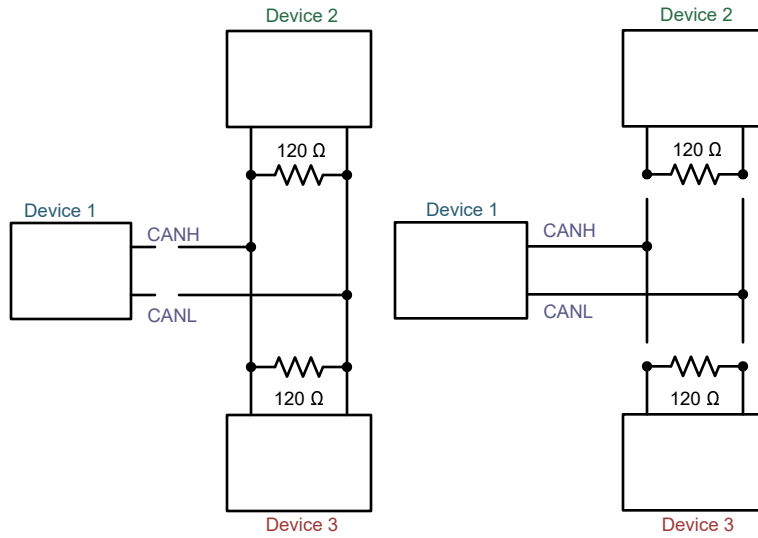 Device 2
120 Ω
Device 1
CANH
CANL
120 Ω
Device 3
Device 2
120 Ω
Device 1
CANH
CANL
120 Ω
Device 3